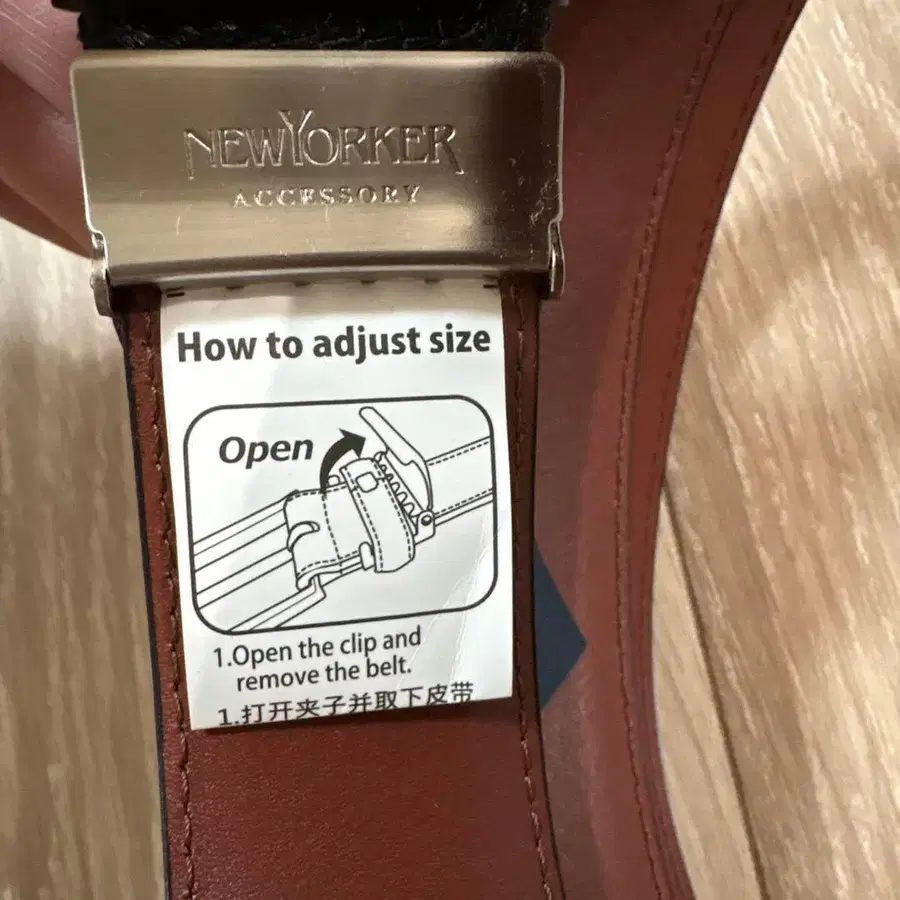 NEWYORKER
ACCESSORY
How to adjust size
Open
1.Open the clip and
remove the belt.
1.打开夹子并取下皮带